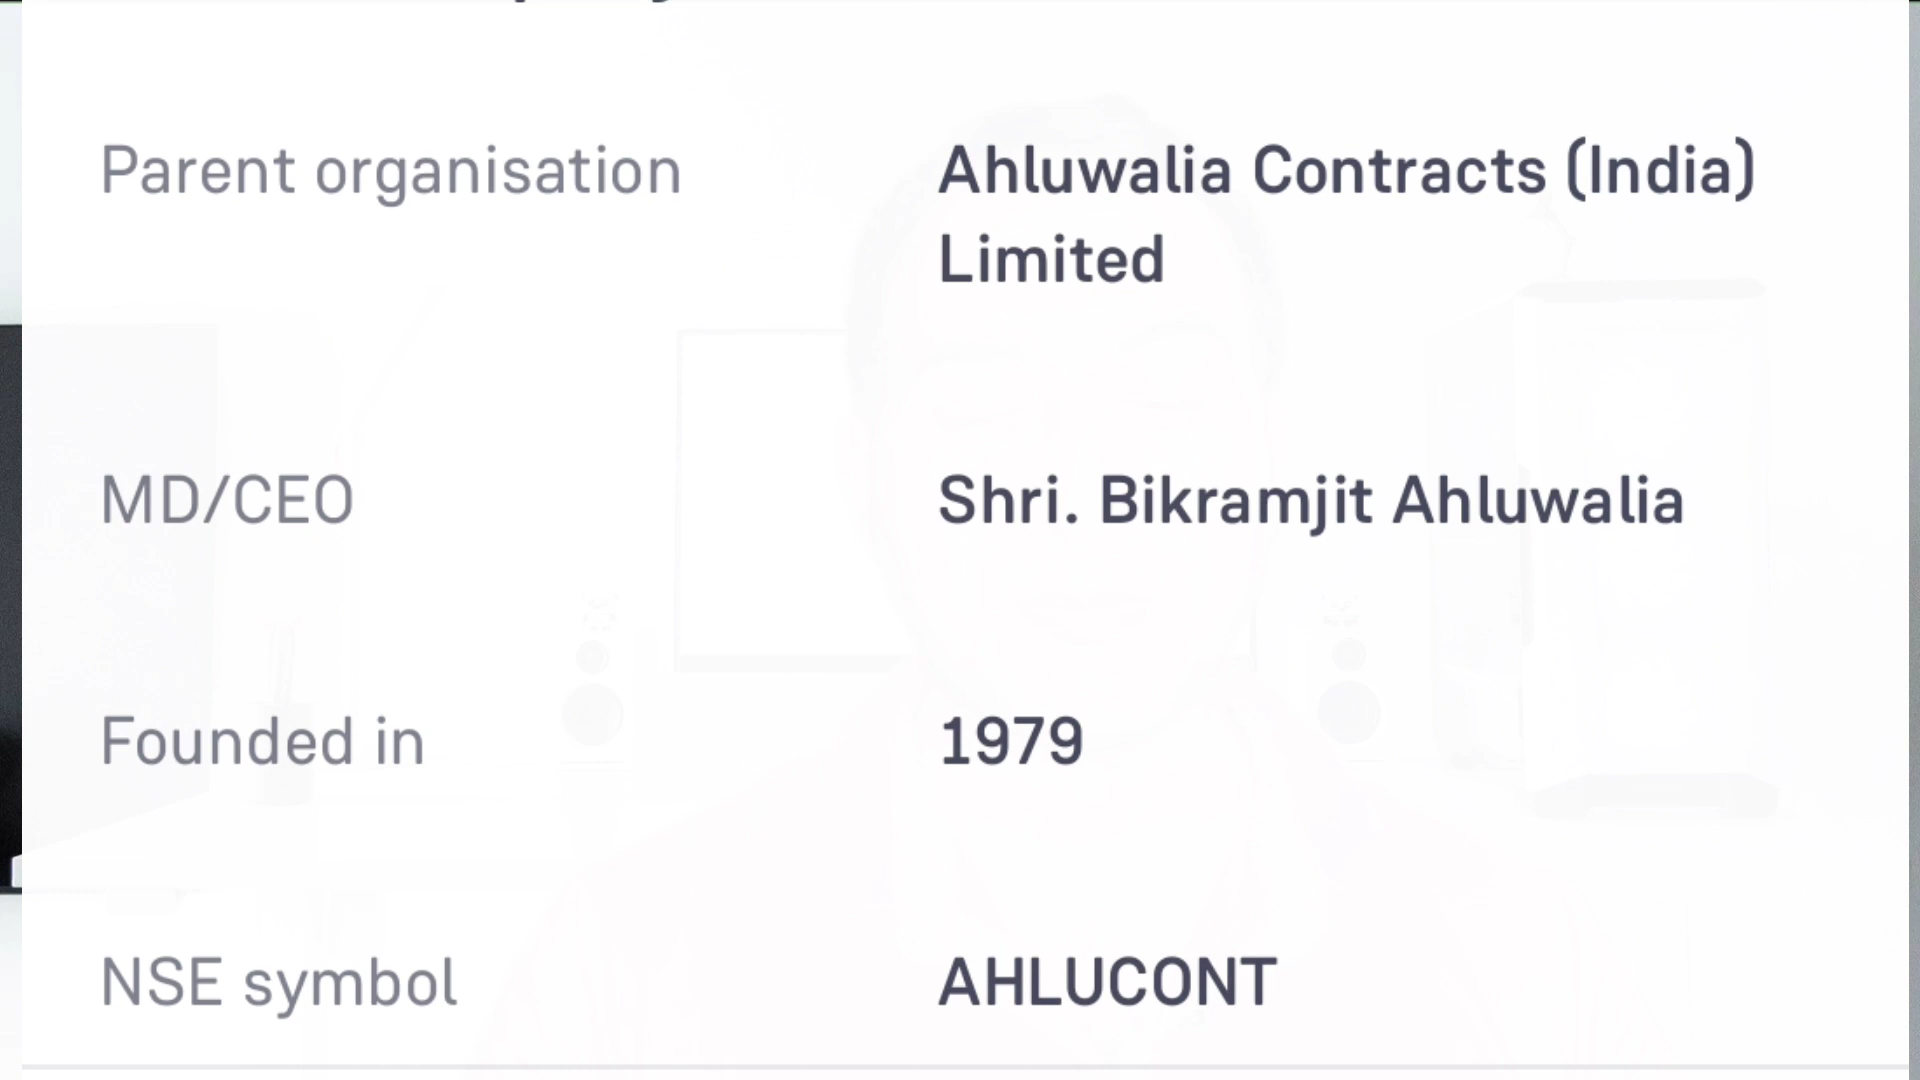 Parent organisation
Ahluwalia Contracts (India)
Limited
MD/CEO
Shri. Bikramjit Ahluwalia
Founded in
1979
NSE symbol
AHLUCONT